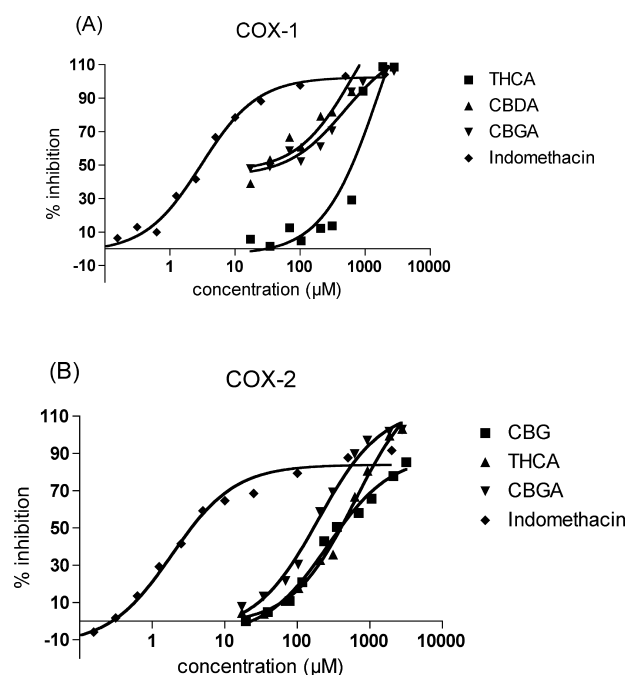 (A)
COX-1
% inhibition
110
90
70
50
30
10
-10
1
10
100
1000
10000
concentration (µM)
THCA
CBDA
CBGA
Indomethacin
(B)
COX-2
% inhibition
110
90
70
50
30
10
-10
1
10
100
1000
10000
concentration (µM)
CBG
THCA
CBGA
Indomethacin